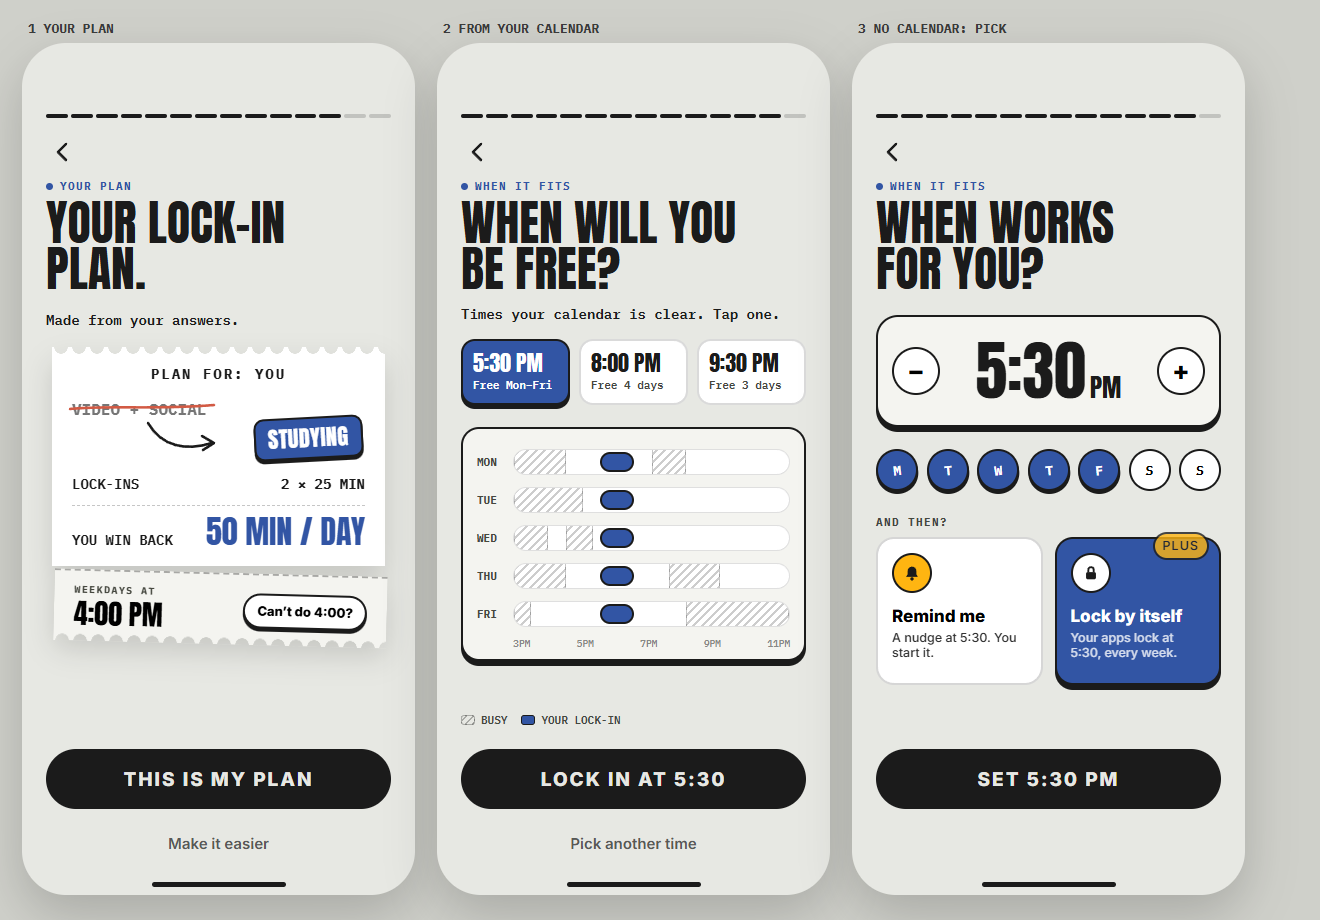 1 YOUR PLAN
YOUR PLAN
YOUR LOCK-IN
PLAN.
Made from your answers.
PLAN FOR: YOU
VIDEO + SOCIAL
STUDYING
LOCK-INS 2 × 25 MIN
YOU WIN BACK 50 MIN / DAY
WEEKDAYS AT
4:00 PM
Can't do 4:00?
THIS IS MY PLAN
Make it easier
2 FROM YOUR CALENDAR
WHEN IT FITS
WHEN WILL YOU
BE FREE?
Times your calendar is clear. Tap one.
5:30 PM
Free Mon–Fri
8:00 PM
Free 4 days
9:30 PM
Free 3 days
MON
TUE
WED
THU
FRI
3PM 5PM 7PM 9PM 11PM
BUSY YOUR LOCK-IN
LOCK IN AT 5:30
Pick another time
3 NO CALENDAR: PICK
WHEN IT FITS
WHEN WORKS
FOR YOU?
− 5:30 PM +
M T W T F S S
AND THEN?
Remind me
A nudge at 5:30. You
start it.
PLUS
Lock by itself
Your apps lock at
5:30, every week.
SET 5:30 PM